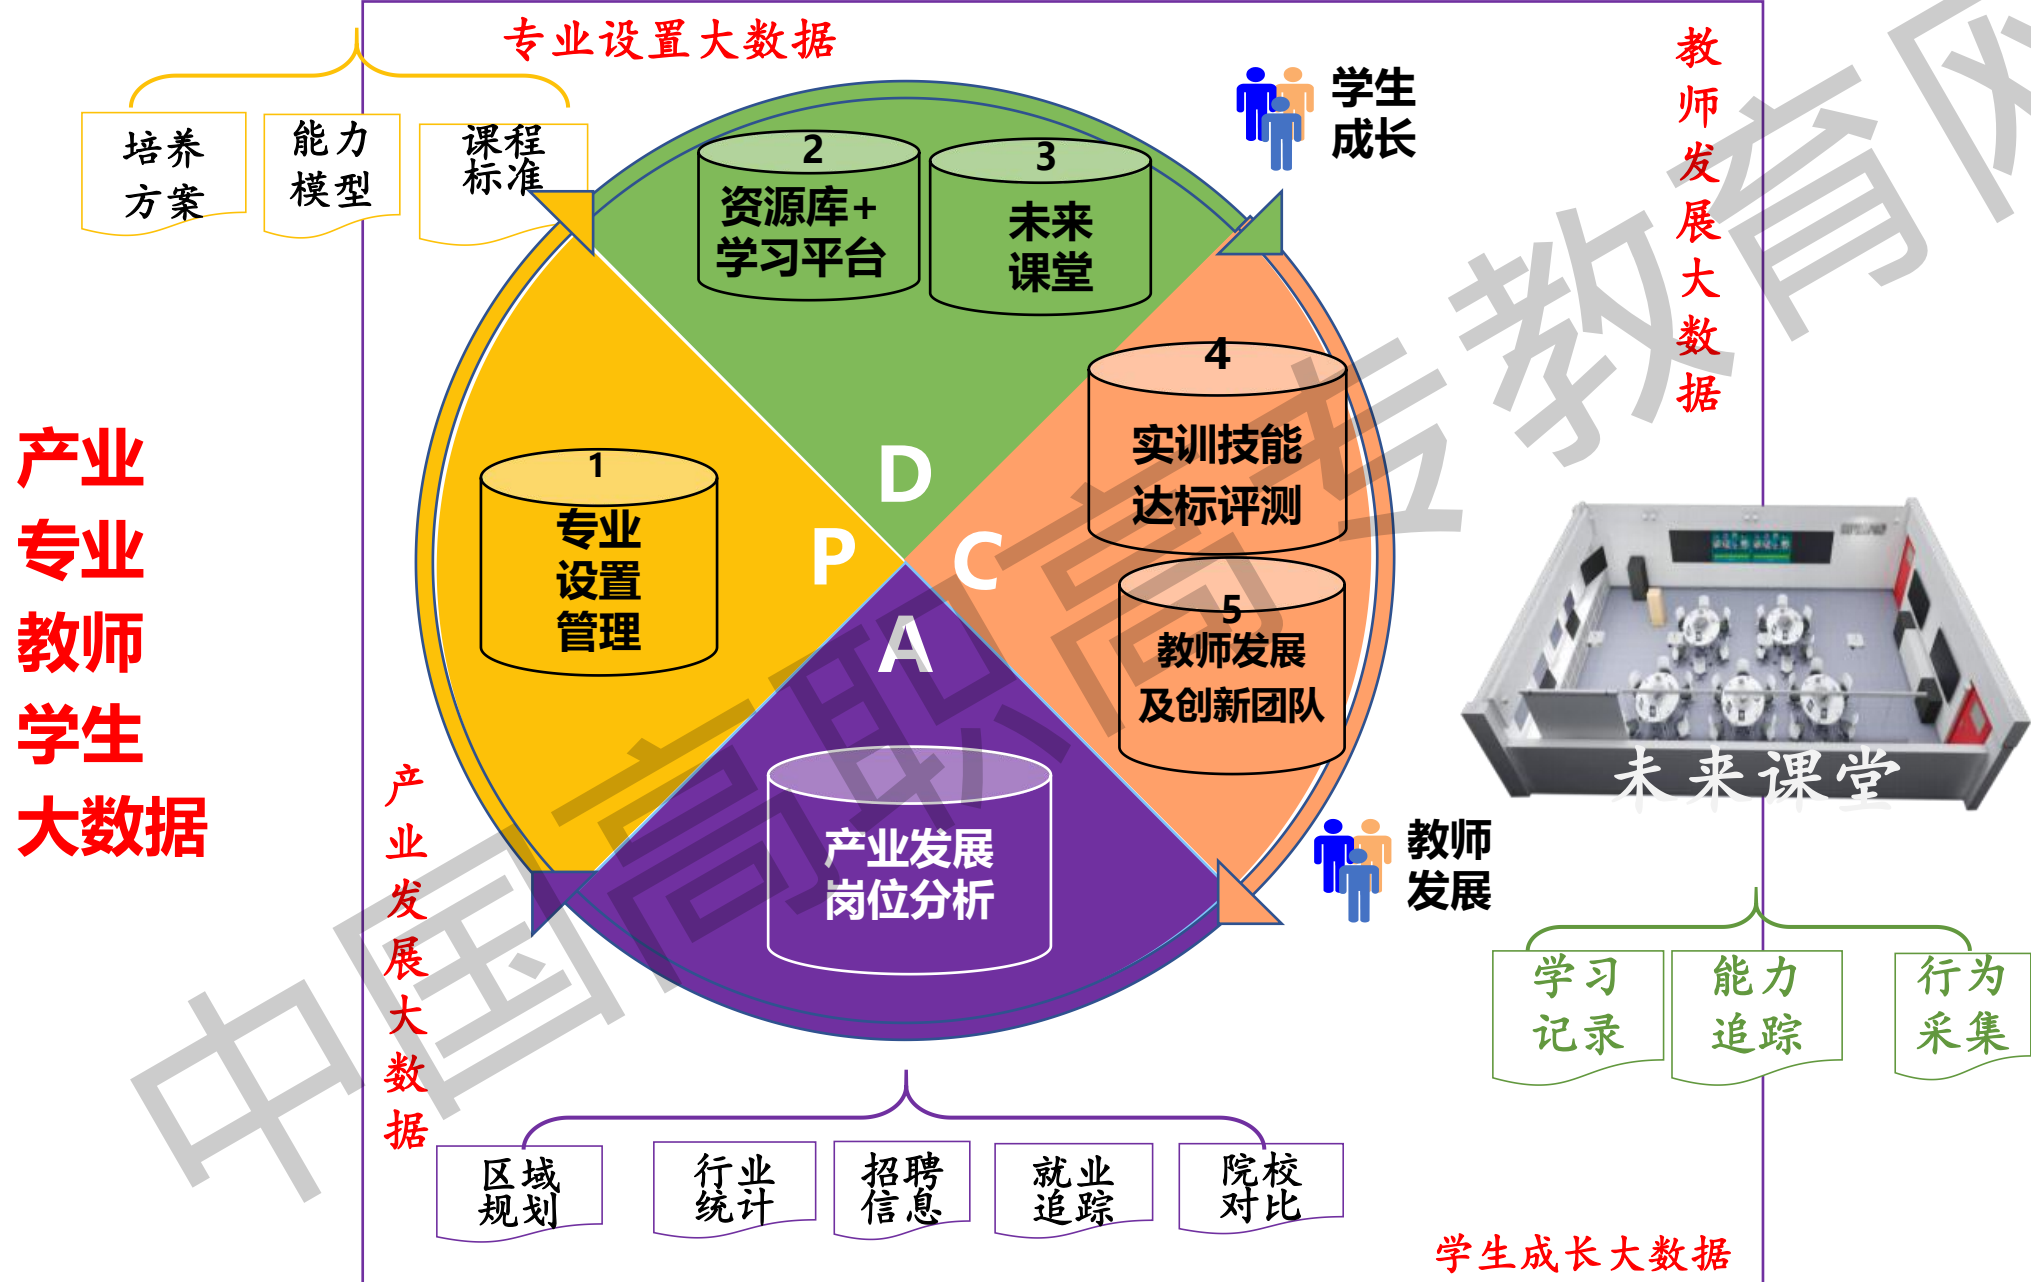 专业设置大数据
培养
方案
能力
模型
课程
标准
学生
成长
教师发展大数据
2
资源库+
学习平台
3
未来
课堂
4
实训技能
达标评测
5
教师发展
及创新团队
1
专业
设置
管理
D
P
C
A
产业发展
岗位分析
产业
专业
教师
学生
大数据
产业发展大数据
未来课堂
教师
发展
学习
记录
能力
追踪
行为
采集
区域
规划
行业
统计
招聘
信息
就业
追踪
院校
对比
学生成长大数据
中国高职高专教育网